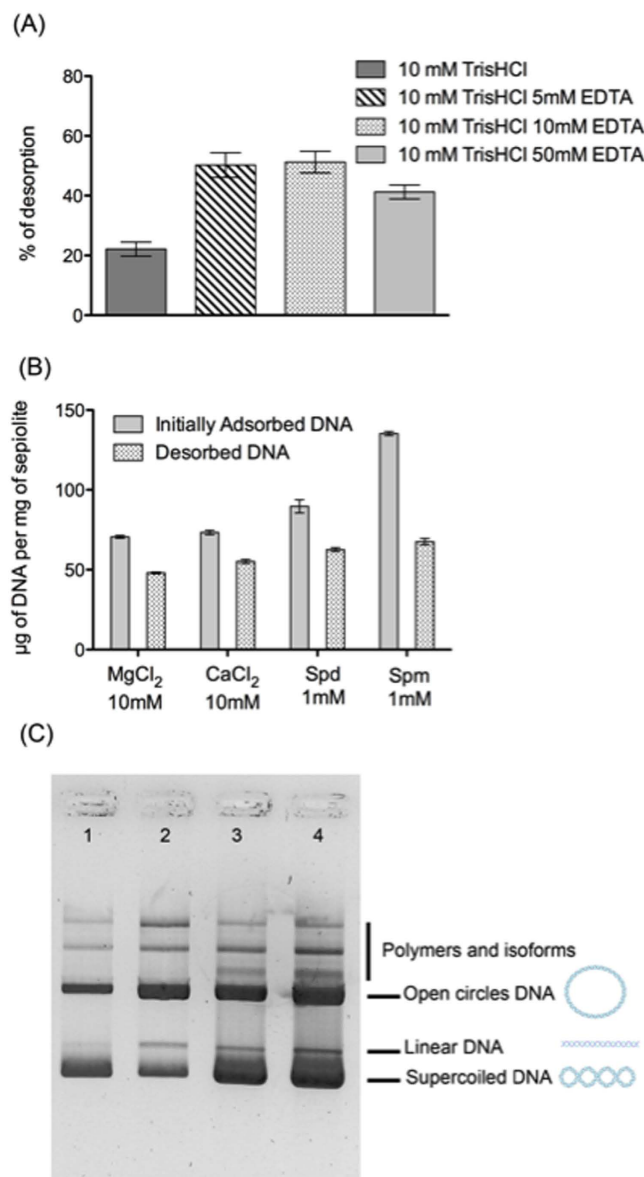 (A)
10 mM TrisHCl
10 mM TrisHCl 5mM EDTA
10 mM TrisHCl 10mM EDTA
10 mM TrisHCl 50mM EDTA
% of desorption
80
60
40
20
0
(B)
µg of DNA per mg of sepiolite
150
100
50
0
Initially Adsorbed DNA
Desorbed DNA
MgCl₂ CaCl₂ Spd Spm
10mM 10mM 1mM 1mM
(C)
1 2 3 4
Polymers and isoforms
Open circles DNA
Linear DNA
Supercoiled DNA